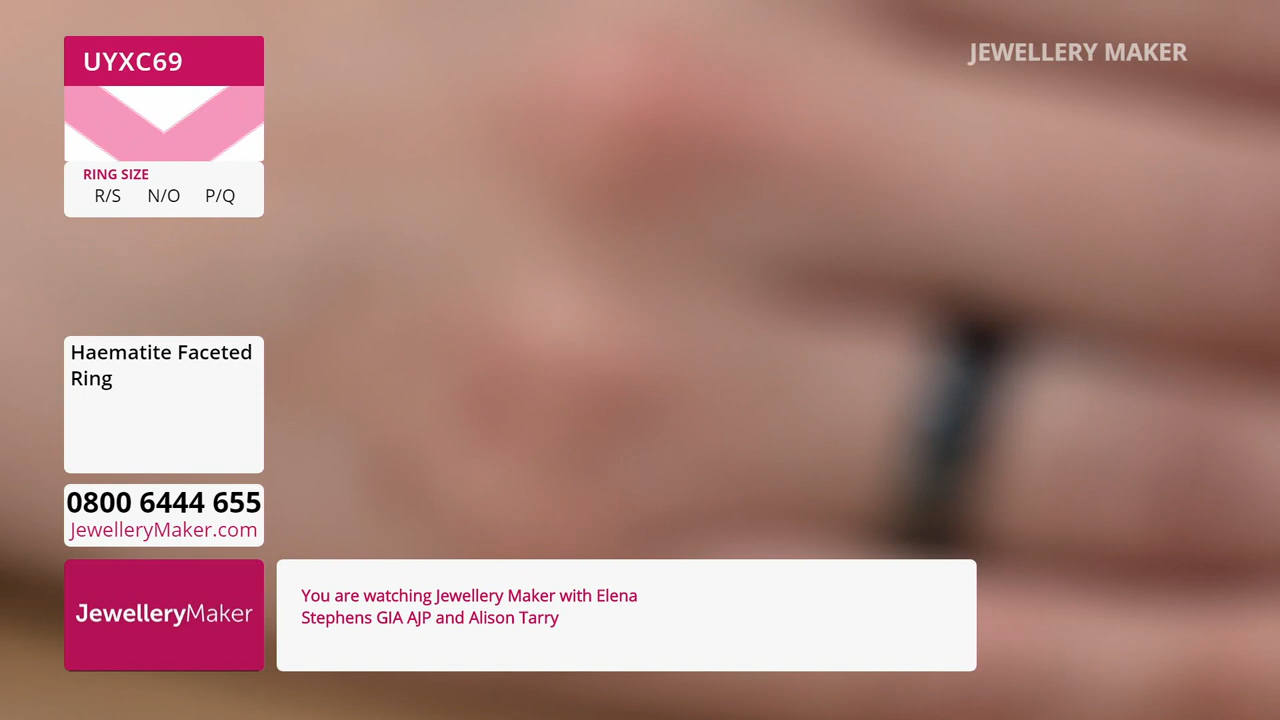 UYXC69
RING SIZE
R/S N/O P/Q
JEWELLERY MAKER
Haematite Faceted
Ring
0800 6444 655
JewelleryMaker.com
JewelleryMaker
You are watching Jewellery Maker with Elena
Stephens GIA AJP and Alison Tarry